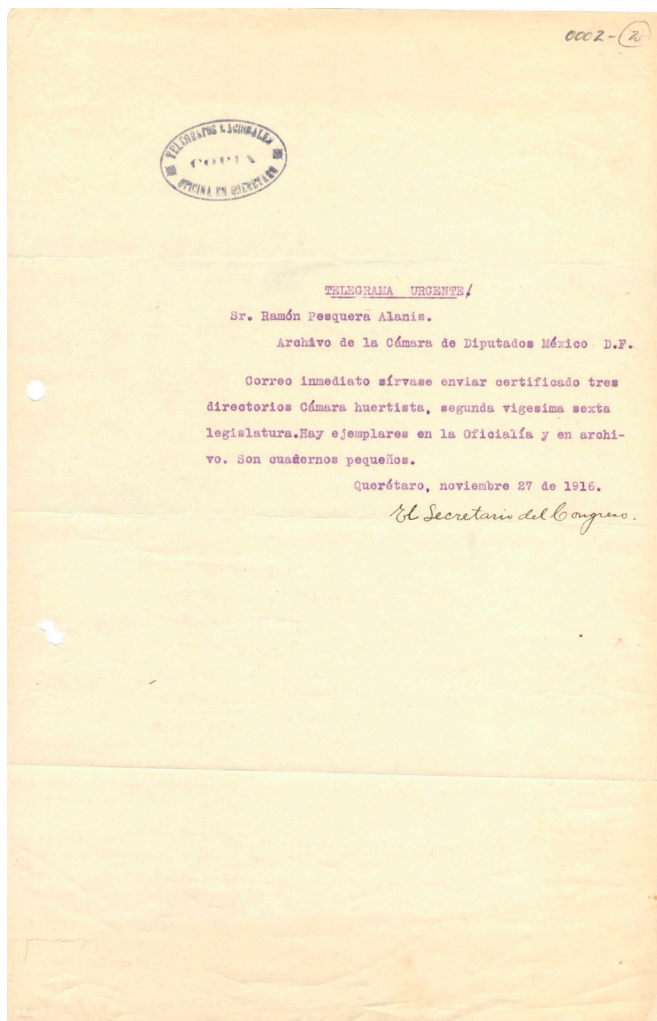 0002-(2)
TELEGRAFOS NACIONALES
COPIA
OFICINA EN QUERETARO
TELEGRAMA URGENTE/
Sr. Ramón Pesquera Alanis.
Archivo de la Cámara de Diputados México D.F.
Correo inmediato sírvase enviar certificado tres
directorios Cámara huertista, segunda vigesima sexta
legislatura.Hay ejemplares en la Oficialía y en archi-
vo. Son cuadernos pequeños.
Querétaro, noviembre 27 de 1916.
El Secretario del Congreso.